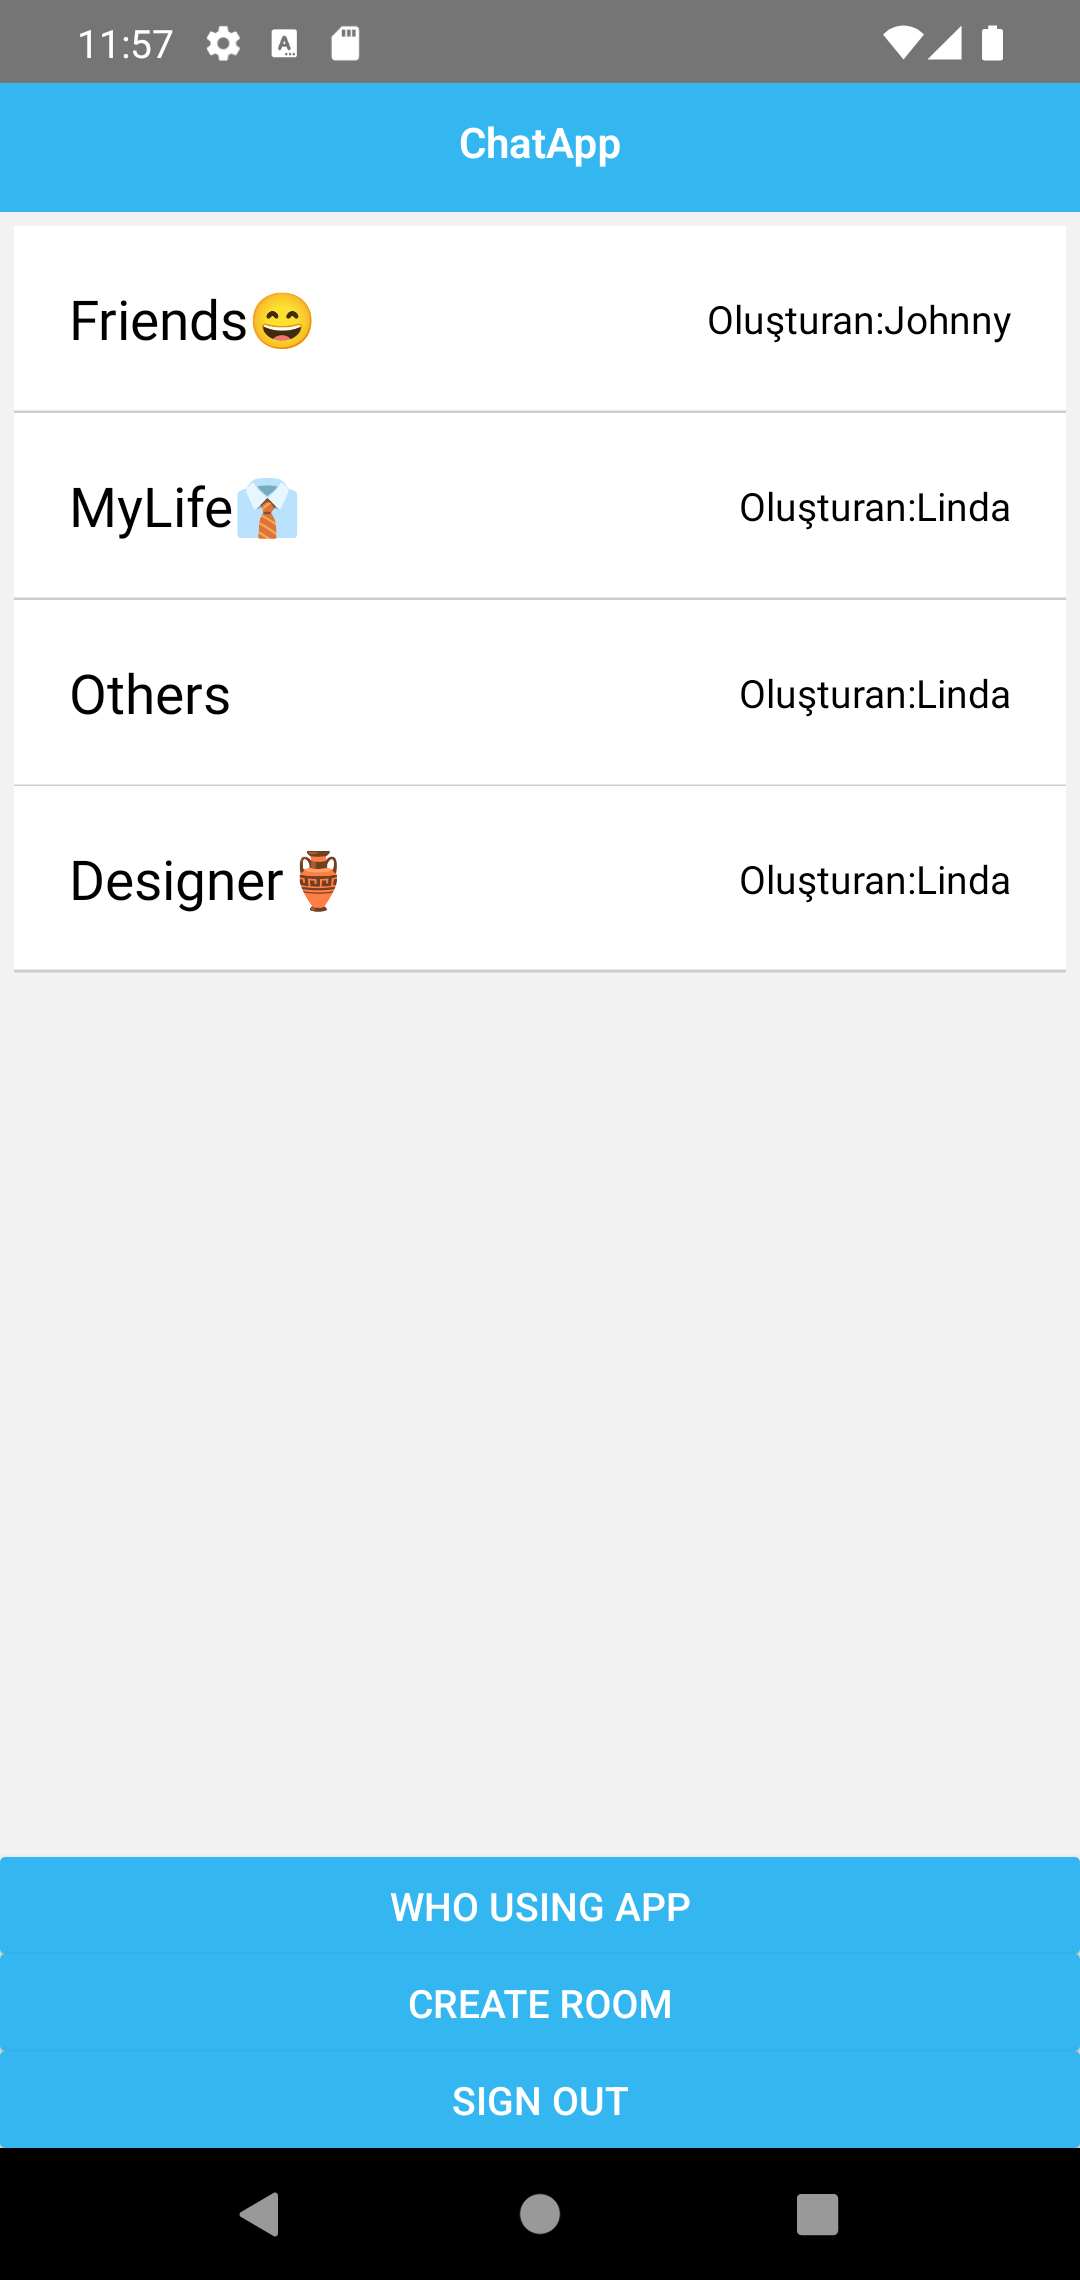 11:57
ChatApp
Friends😄 Oluşturan:Johnny
MyLife👔 Oluşturan:Linda
Others Oluşturan:Linda
Designer🏺 Oluşturan:Linda
WHO USING APP
CREATE ROOM
SIGN OUT